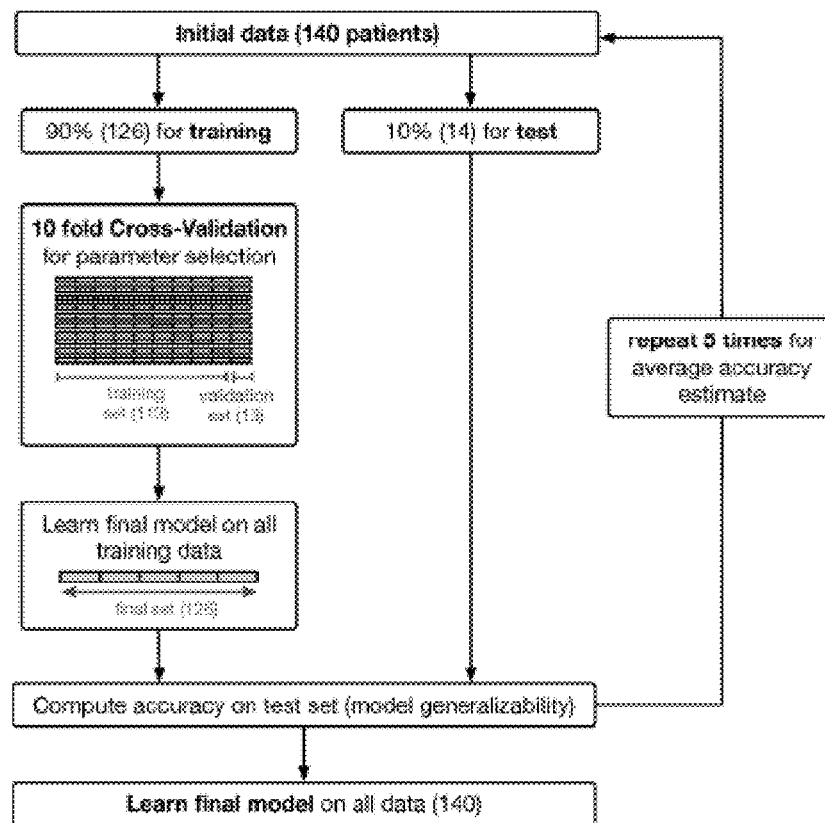 Initial data (140 patients)
90% (126) for training
10% (14) for test
10 fold Cross-Validation
for parameter selection
training
validation
set (113)
set (13)
repeat 5 times for
average accuracy
estimate
Learn final model on all
training data
final set (126)
Compute accuracy on test set (model generalizability)
Learn final model on all data (140)